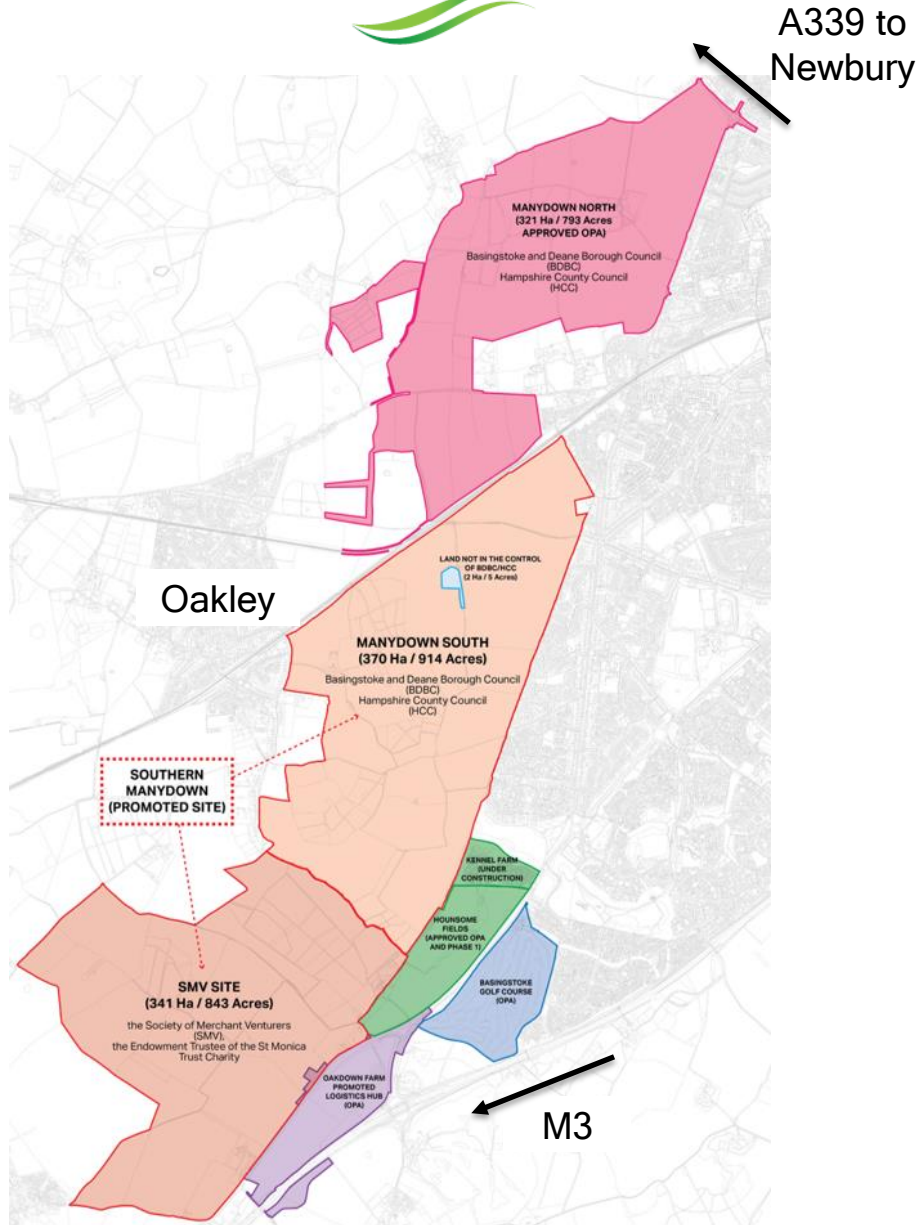 A339 to
Newbury
MANYDOWN NORTH
(321 Ha / 793 Acres
APPROVED OPA)
Basingstoke and Deane Borough Council
(BDBC)
Hampshire County Council
(HCC)
LAND NOT IN THE CONTROL
OF BDBC/HCC
(2 Ha / 5 Acres)
Oakley
MANYDOWN SOUTH
(370 Ha / 914 Acres)
Basingstoke and Deane Borough Council
(BDBC)
Hampshire County Council
(HCC)
SOUTHERN
MANYDOWN
(PROMOTED SITE)
KENNEL FARM
(UNDER
CONSTRUCTION)
HOUNSOME
FIELDS
(APPROVED OPA
AND PHASE 1)
BASINGSTOKE
GOLF COURSE
(OPA)
SMV SITE
(341 Ha / 843 Acres)
the Society of Merchant Venturers
(SMV),
the Endowment Trustee of the St Monica
Trust Charity
OAKDOWN FARM
PROMOTED
LOGISTICS HUB
(OPA)
M3